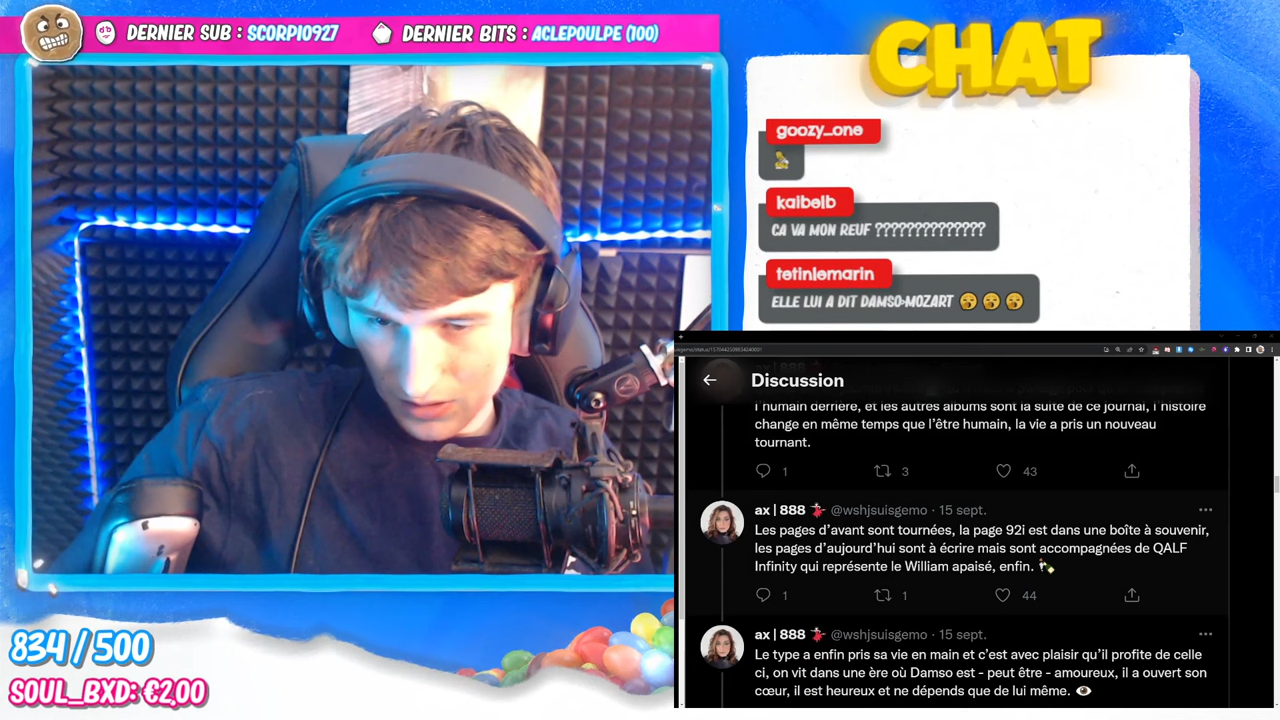 DERNIER SUB : SCORPI0927
DERNIER BITS : ACLEPOULPE (100)
CHAT
goozy_one
kaibeib
CA VA MON REUF ??????????????
tetinlemarin
ELLE LUI A DIT DAMSO>MOZART 😚😚😚
Discussion
l'humain derrière, et les autres albums sont la suite de ce journal, l'histoire
change en même temps que l'être humain, la vie a pris un nouveau
tournant.
1 3 43
ax | 888 💃 @wshjsuisgemo · 15 sept.
Les pages d'avant sont tournées, la page 92i est dans une boîte à souvenir,
les pages d'aujourd'hui sont à écrire mais sont accompagnées de QALF
Infinity qui représente le William apaisé, enfin.
1 1 44
ax | 888 💃 @wshjsuisgemo · 15 sept.
Le type a enfin pris sa vie en main et c'est avec plaisir qu'il profite de celle
ci, on vit dans une ère où Damso est - peut être - amoureux, il a ouvert son
cœur, il est heureux et ne dépends que de lui même. 👁
834 / 500
SOUL_BXD: €2,00